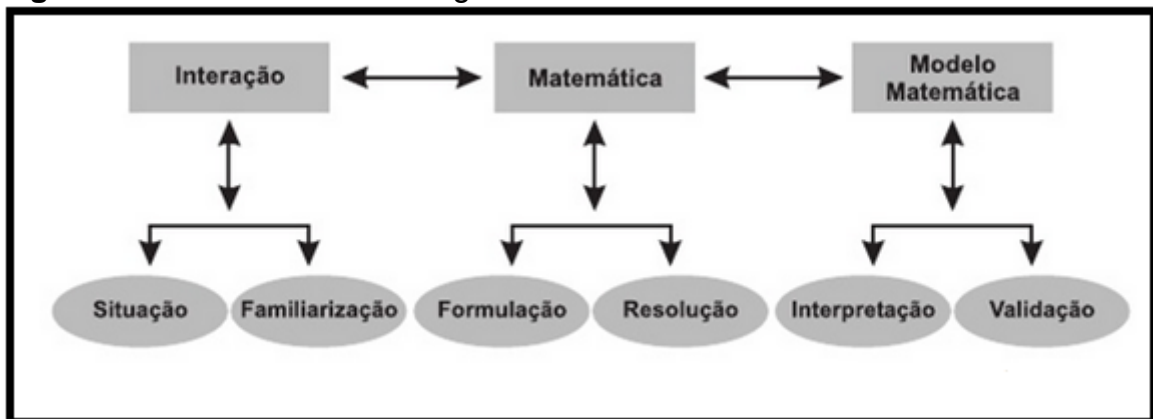 Interação
Matemática
Modelo
Matemática
Situação
Familiarização
Formulação
Resolução
Interpretação
Validação